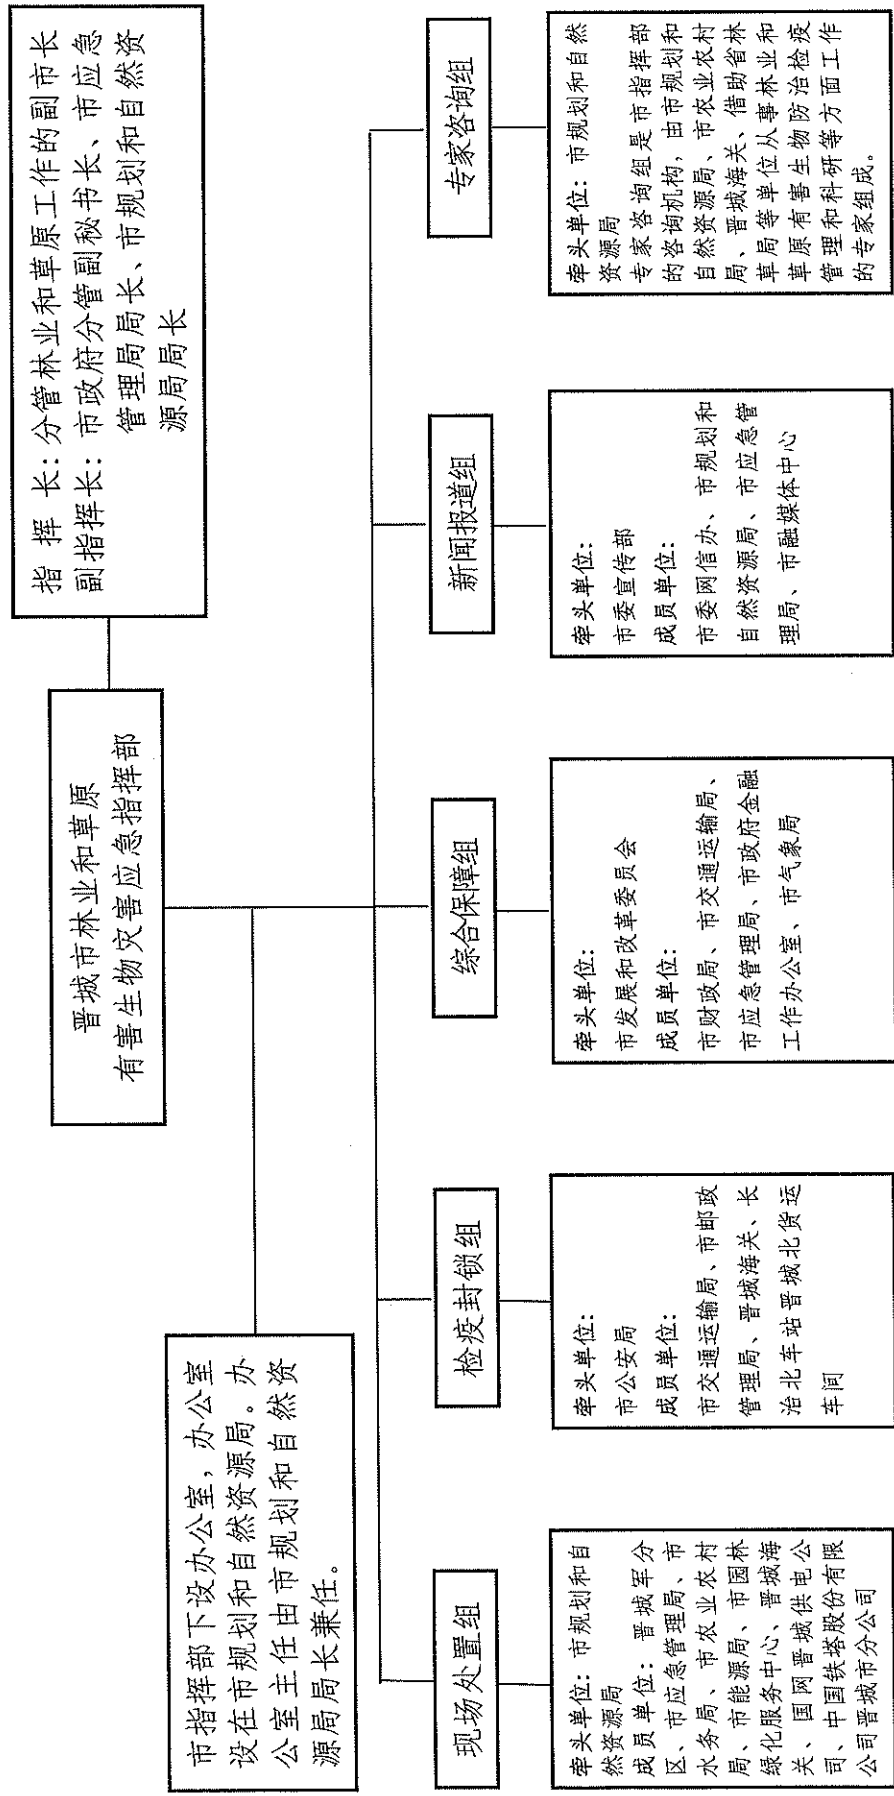 晋城市林业和草原
有害生物灾害应急指挥部
指 挥 长：分管林业和草原工作的副市长
副指挥长：市政府分管副秘书长、市应急
管理局局长、市规划和自然资
源局局长
市指挥部下设办公室，办公室
设在市规划和自然资源局。办
公室主任由市规划和自然资
源局局长兼任。
现场处置组
牵头单位：市规划和自
然资源局
成员单位：晋城军分
区、市应急管理局、市
水务局、市农业农村
局、市能源局、市园林
绿化服务中心、晋城海
关、国网晋城供电公
司、中国铁塔股份有限
公司晋城市分公司
检疫封锁组
牵头单位：
市公安局
成员单位：
市交通运输局、市邮政
管理局、晋城海关、长
治北车站晋城北货运
车间
综合保障组
牵头单位：
市发展和改革委员会
成员单位：
市财政局、市交通运输局、
市应急管理局、市政府金融
工作办公室、市气象局
新闻报道组
牵头单位：
市委宣传部
成员单位：
市委网信办、市规划和
自然资源局、市应急管
理局、市融媒体中心
专家咨询组
牵头单位：市规划和自然
资源局
专家咨询组是市指挥部
的咨询机构，由市规划和
自然资源局、市农业农村
局、晋城海关、借助省林
草局等单位从事林业和
草原有害生物防治检疫
管理和科研等方面工作
的专家组成。